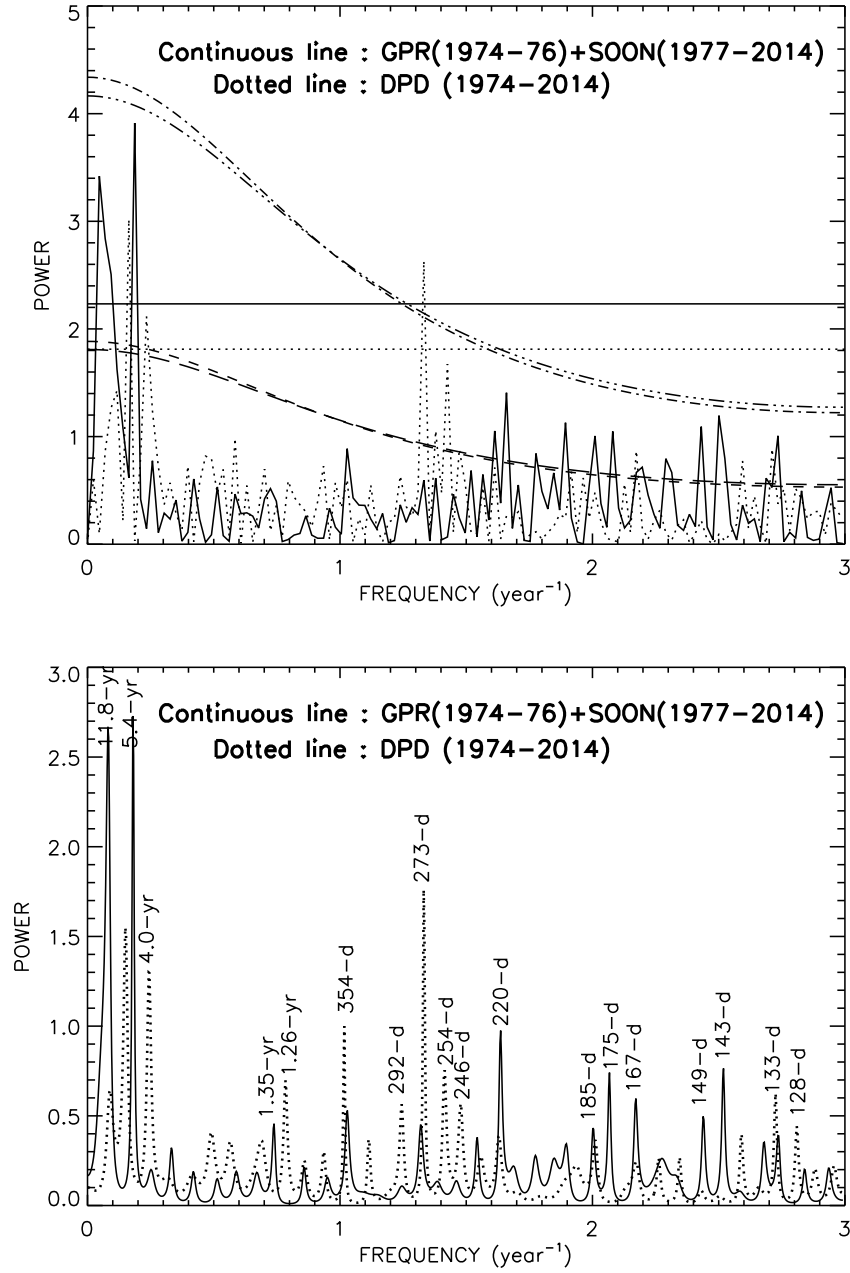 5
4
3
2
1
0
POWER
Continuous line : GPR(1974−76)+SOON(1977−2014)
Dotted line : DPD (1974−2014)
0 1 2 3
FREQUENCY (year⁻¹)
3.0
2.5
2.0
1.5
1.0
0.5
0.0
POWER
Continuous line : GPR(1974−76)+SOON(1977−2014)
Dotted line : DPD (1974−2014)
11.8−yr
5.4−yr
4.0−yr
1.35−yr
1.26−yr
354−d
292−d
273−d
254−d
246−d
220−d
185−d
175−d
167−d
149−d
143−d
133−d
128−d
0 1 2 3
FREQUENCY (year⁻¹)